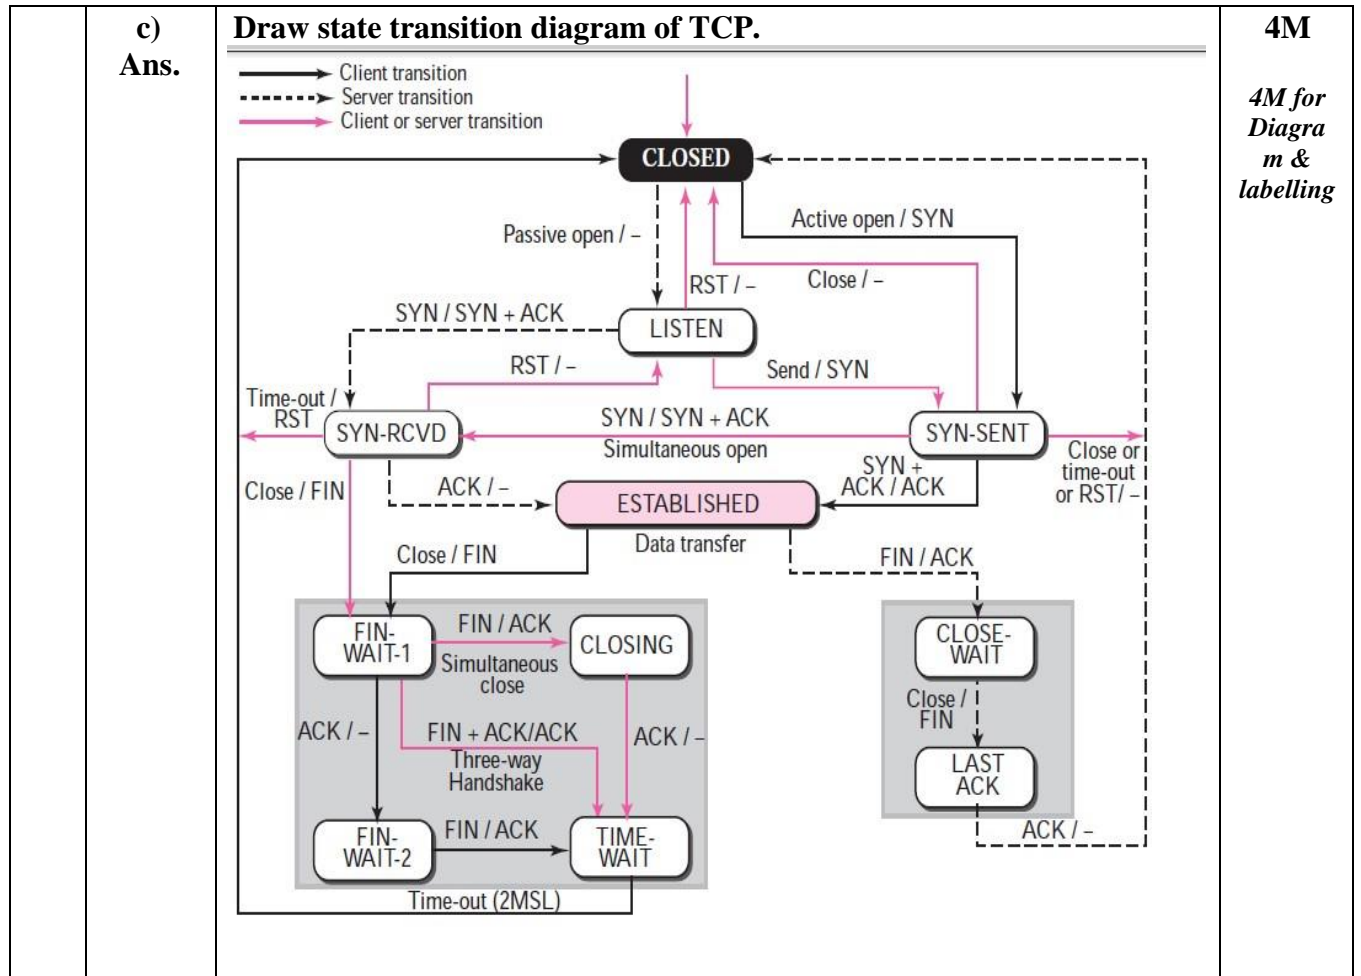 c)
Ans.
Draw state transition diagram of TCP.
4M
4M for
Diagra
m &
labelling
Client transition
Server transition
Client or server transition
CLOSED
Active open / SYN
Passive open / –
RST / –
Close / –
SYN / SYN + ACK
LISTEN
RST / –
Send / SYN
Time-out /
RST
SYN-RCVD
SYN / SYN + ACK
Simultaneous open
SYN-SENT
Close or
time-out
or RST/ –
Close / FIN
ACK / –
SYN +
ACK / ACK
ESTABLISHED
Data transfer
Close / FIN
FIN / ACK
FIN-
WAIT-1
FIN / ACK
Simultaneous
close
CLOSING
CLOSE-
WAIT
Close /
FIN
ACK / –
FIN + ACK/ACK
Three-way
Handshake
ACK / –
LAST
ACK
FIN-
WAIT-2
FIN / ACK
TIME-
WAIT
ACK / –
Time-out (2MSL)